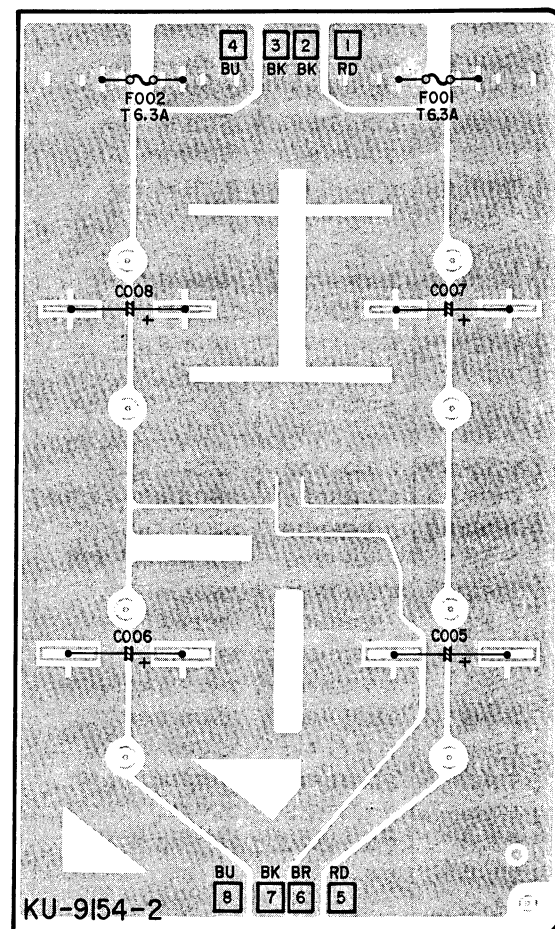 4 3 2 1
BU BK BK RD
F002 F001
T6.3A T6.3A
C008 C007
+ +
C006 C005
+ +
BU BK BR RD
8 7 6 5
KU-9154-2